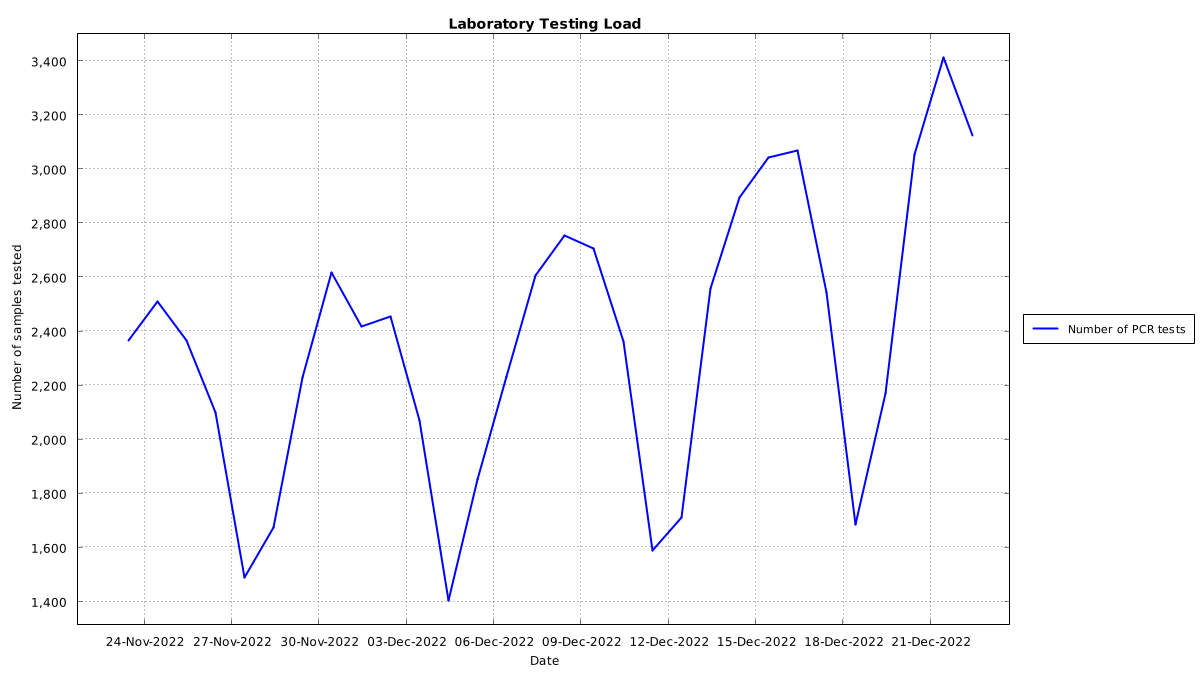 Laboratory Testing Load
3,400
3,200
3,000
2,800
2,600
2,400
2,200
2,000
1,800
1,600
1,400
Number of samples tested
24-Nov-2022 27-Nov-2022 30-Nov-2022 03-Dec-2022 06-Dec-2022 09-Dec-2022 12-Dec-2022 15-Dec-2022 18-Dec-2022 21-Dec-2022
Date
Number of PCR tests